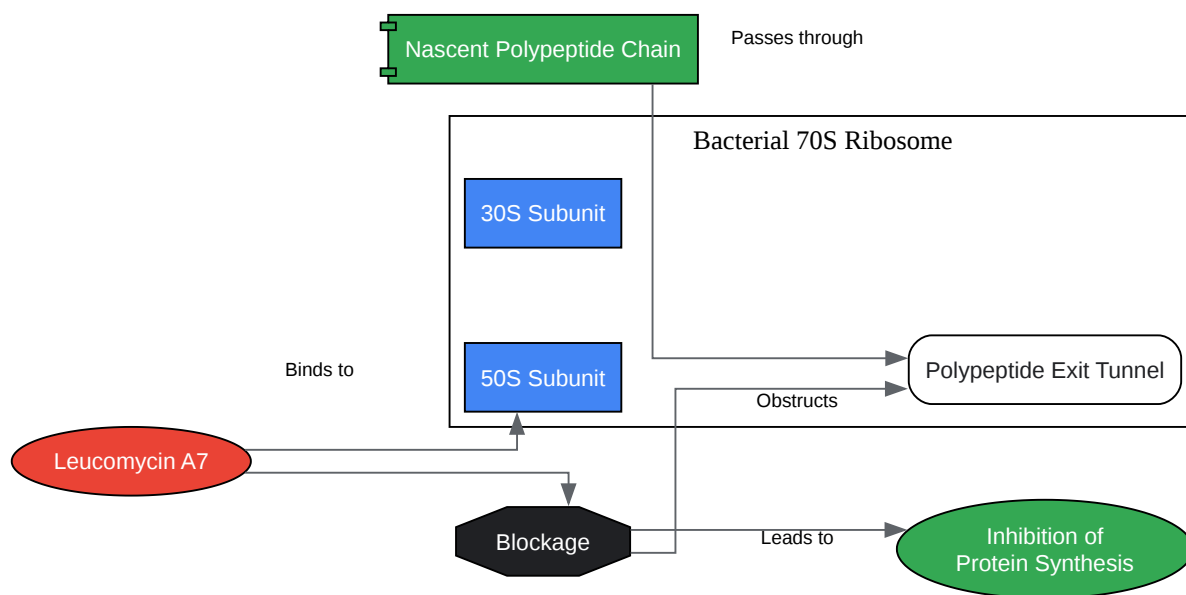 Nascent Polypeptide Chain
Passes through
Bacterial 70S Ribosome
30S Subunit
Binds to
50S Subunit
Polypeptide Exit Tunnel
Obstructs
Leucomycin A7
Blockage
Leads to
Inhibition of
Protein Synthesis